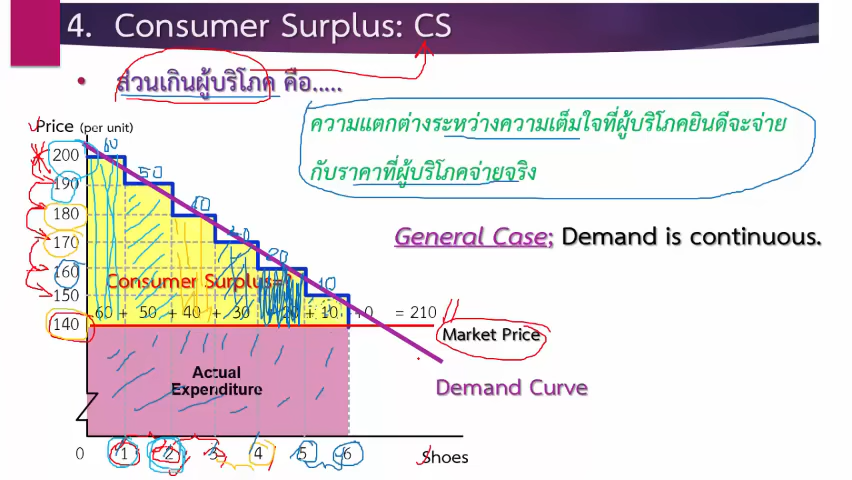 4. Consumer Surplus: CS
• ส่วนเกินผู้บริโภค คือ.....
ความแตกต่างระหว่างความเต็มใจที่ผู้บริโภคยินดีจะจ่าย
กับราคาที่ผู้บริโภคจ่ายจริง
Price (per unit)
General Case; Demand is continuous.
200
190
180
170
160
150
140
50
20
10
Consumer Surplus=
60 + 50 + 40 + 30 + 20 + 10 + 0 = 210
Market Price
Actual
Expenditure
Demand Curve
0 1 2 3 4 5 6 Shoes